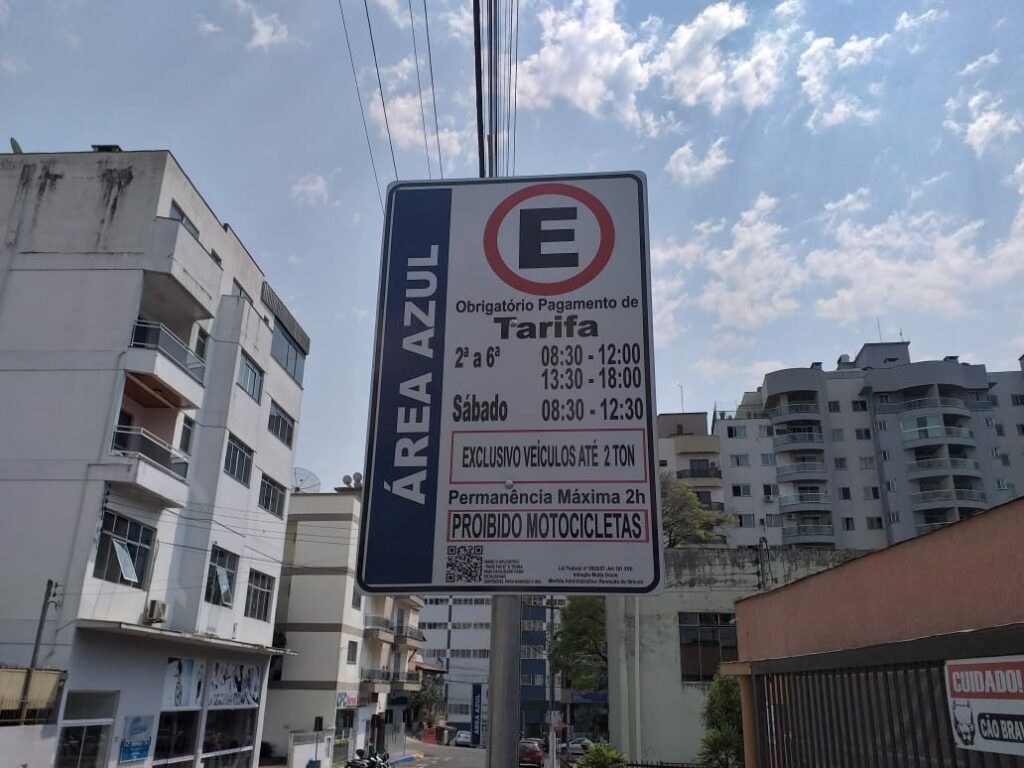 ÁREA AZUL
E
Obrigatório Pagamento de
Tarifa
2ª a 6ª 08:30 - 12:00
13:30 - 18:00
Sábado 08:30 - 12:30
EXCLUSIVO VEÍCULOS ATÉ 2 TON
Permanência Máxima 2h
PROIBIDO MOTOCICLETAS
CUIDADO!
CÃO BRAV